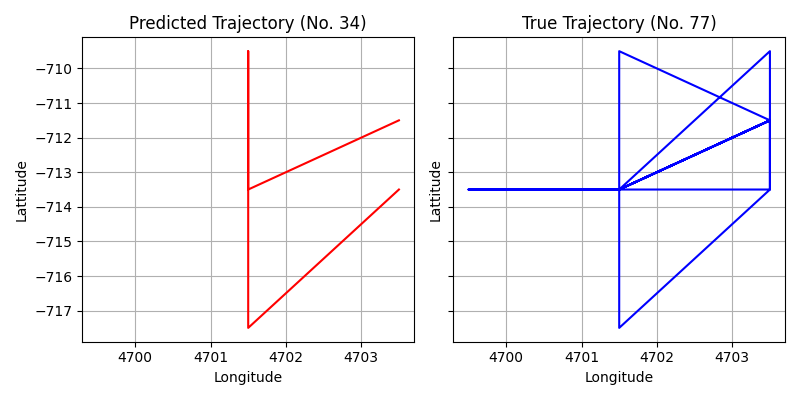 Predicted Trajectory (No. 34)
Lattitude
−710
−711
−712
−713
−714
−715
−716
−717
4700
4701
4702
4703
Longitude
True Trajectory (No. 77)
Lattitude
4700
4701
4702
4703
Longitude